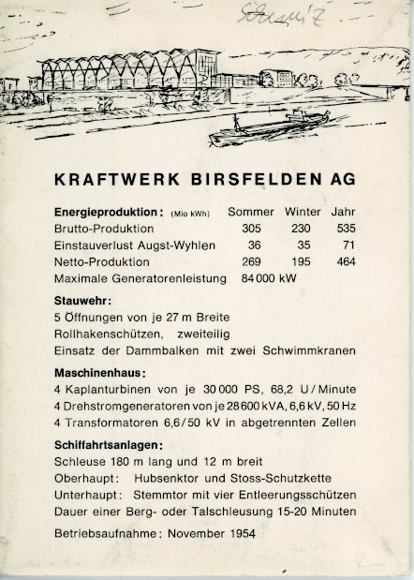 Schweiz
KRAFTWERK BIRSFELDEN AG
Energieproduktion: (Mio kWh) Sommer Winter Jahr
Brutto-Produktion 305 230 535
Einstauverlust Augst-Wyhlen 36 35 71
Netto-Produktion 269 195 464
Maximale Generatorenleistung 84 000 kW
Stauwehr:
5 Öffnungen von je 27 m Breite
Rollhakenschützen, zweiteilig
Einsatz der Dammbalken mit zwei Schwimmkranen
Maschinenhaus:
4 Kaplanturbinen von je 30 000 PS, 68,2 U/Minute
4 Drehstromgeneratoren von je 28 600 kVA, 6,6 kV, 50 Hz
4 Transformatoren 6,6/50 kV in abgetrennten Zellen
Schiffahrtsanlagen:
Schleuse 180 m lang und 12 m breit
Oberhaupt: Hubsenktor und Stoss-Schutzkette
Unterhaupt: Stemmtor mit vier Entleerungsschützen
Dauer einer Berg- oder Talschleusung 15-20 Minuten
Betriebsaufnahme: November 1954